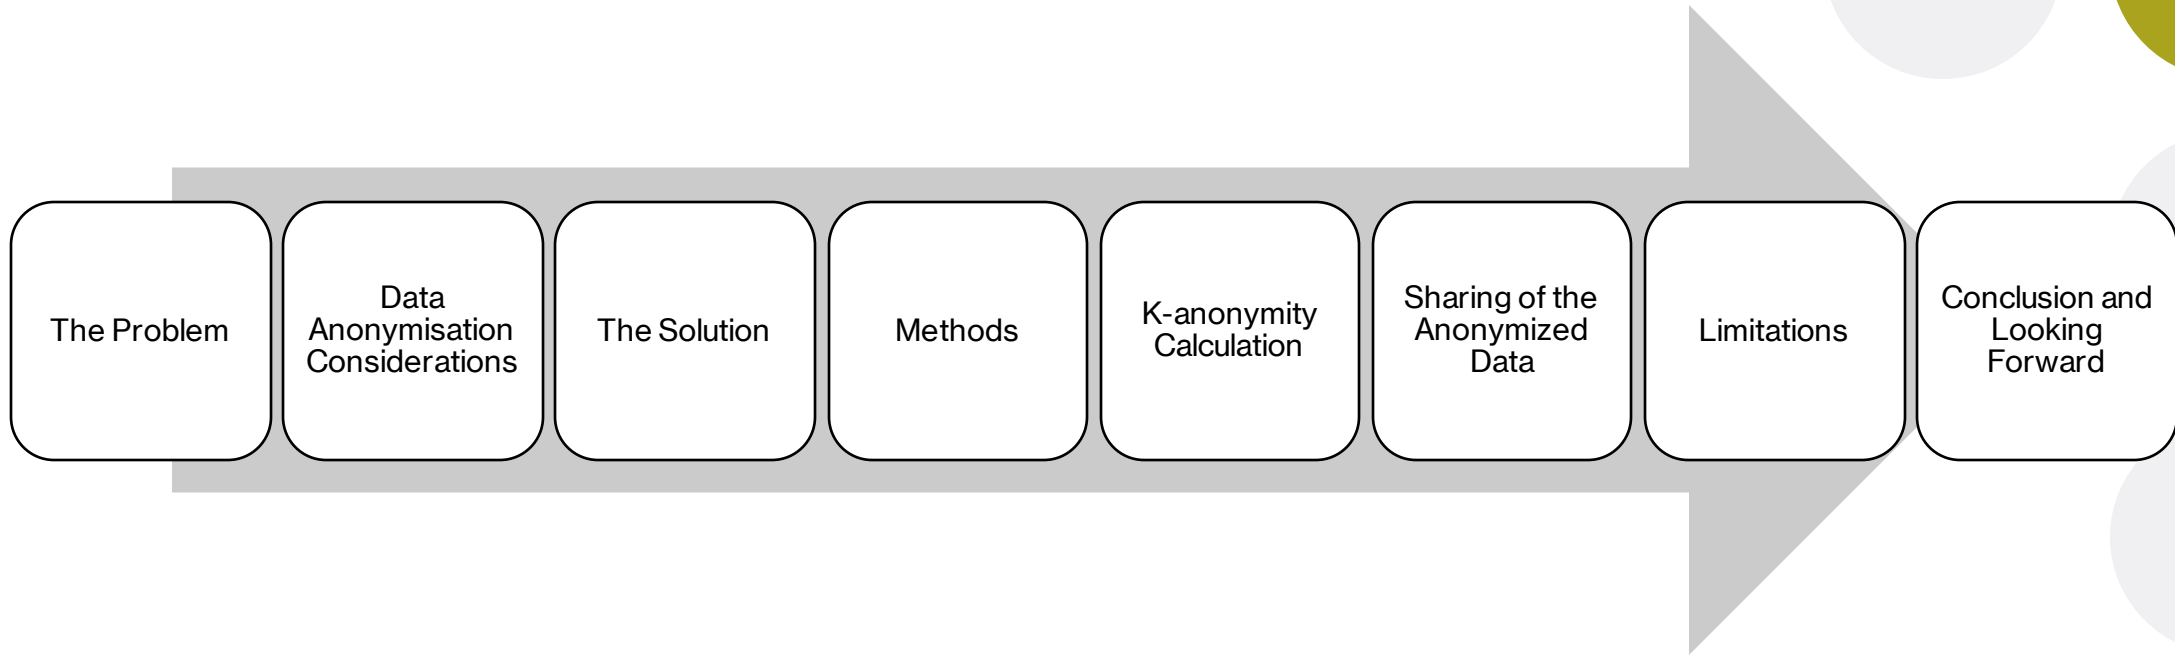 The Problem
Data
Anonymisation
Considerations
The Solution
Methods
K-anonymity
Calculation
Sharing of the
Anonymized
Data
Limitations
Conclusion and
Looking
Forward